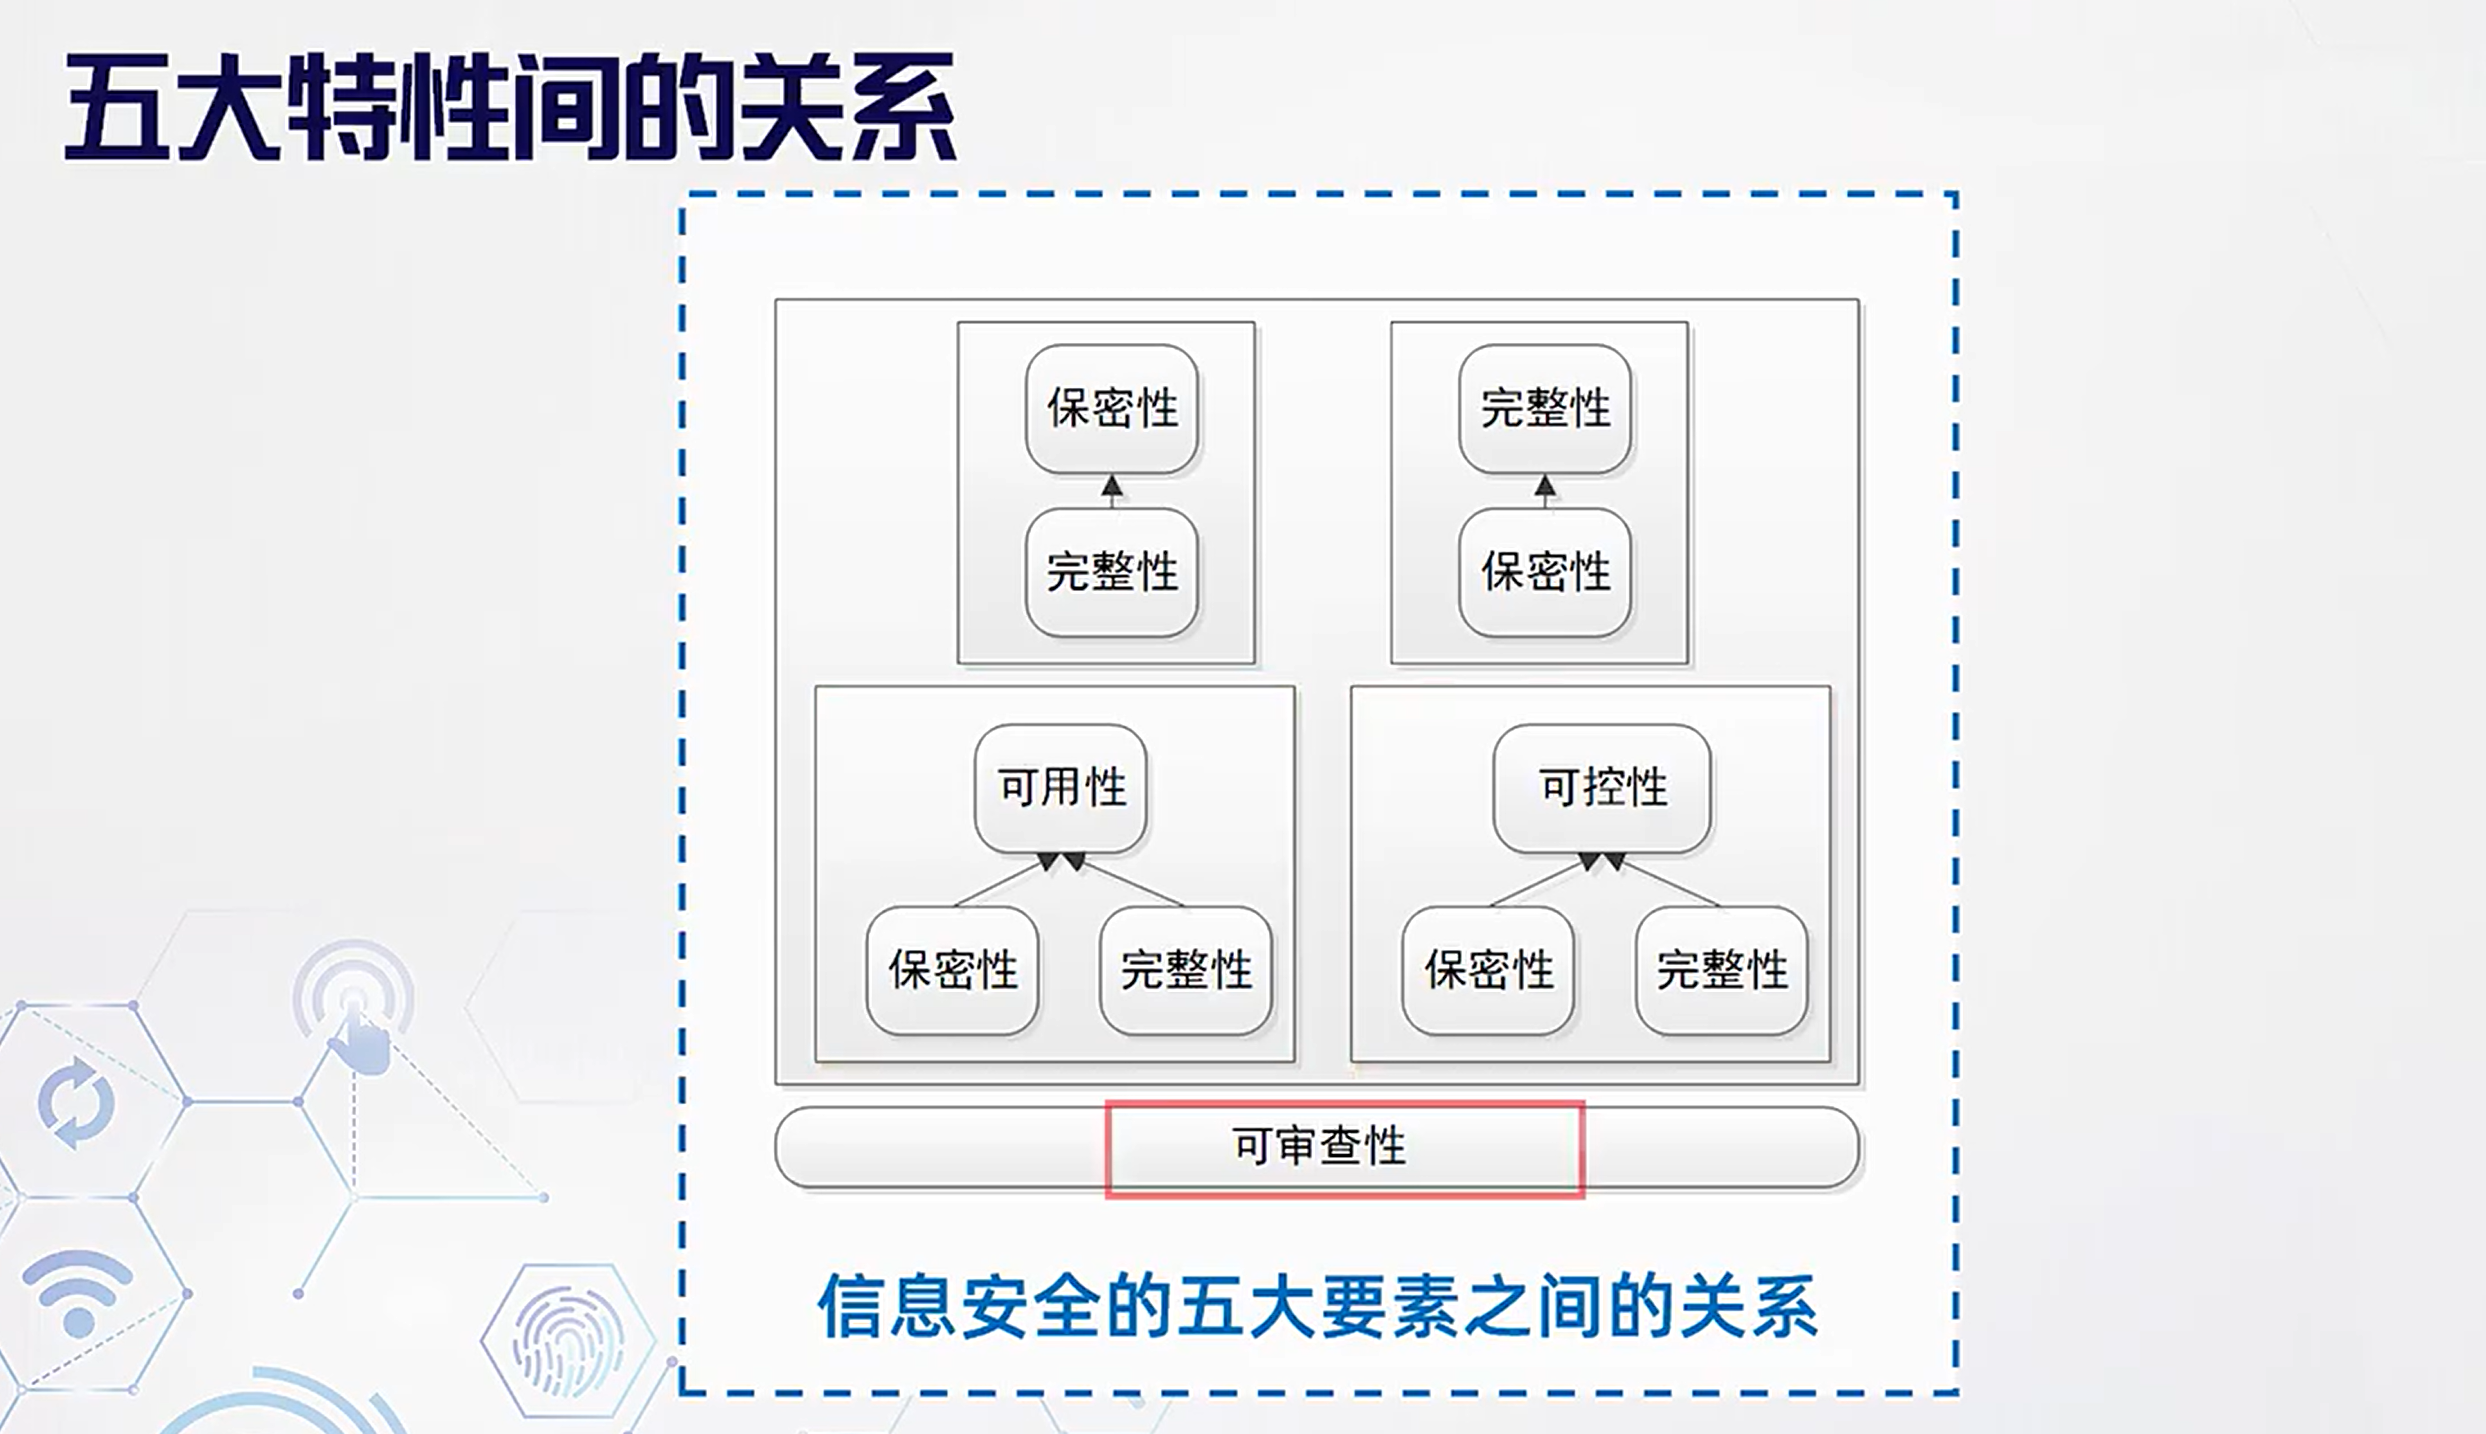 五大特性间的关系
保密性 完整性
完整性 保密性
可用性 可控性
保密性 完整性 保密性 完整性
可审查性
信息安全的五大要素之间的关系